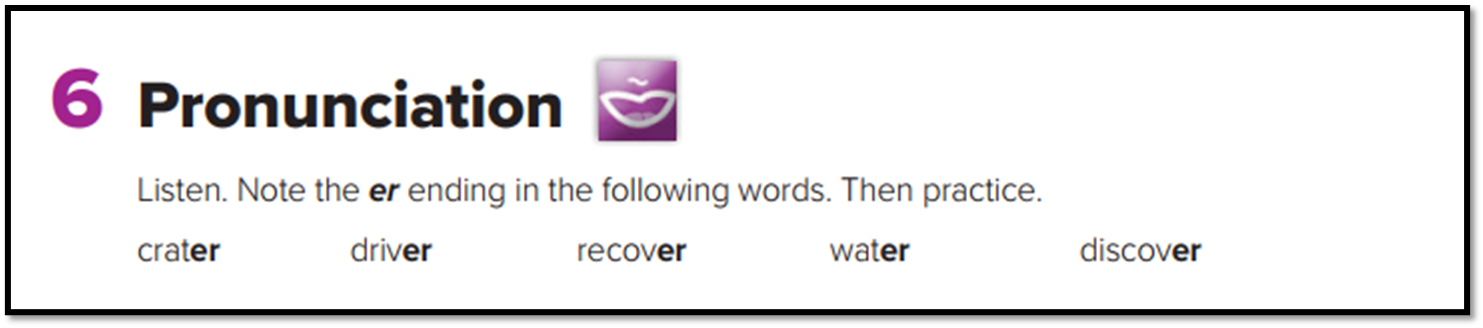 6 Pronunciation
Listen. Note the er ending in the following words. Then practice.
crater driver recover water discover